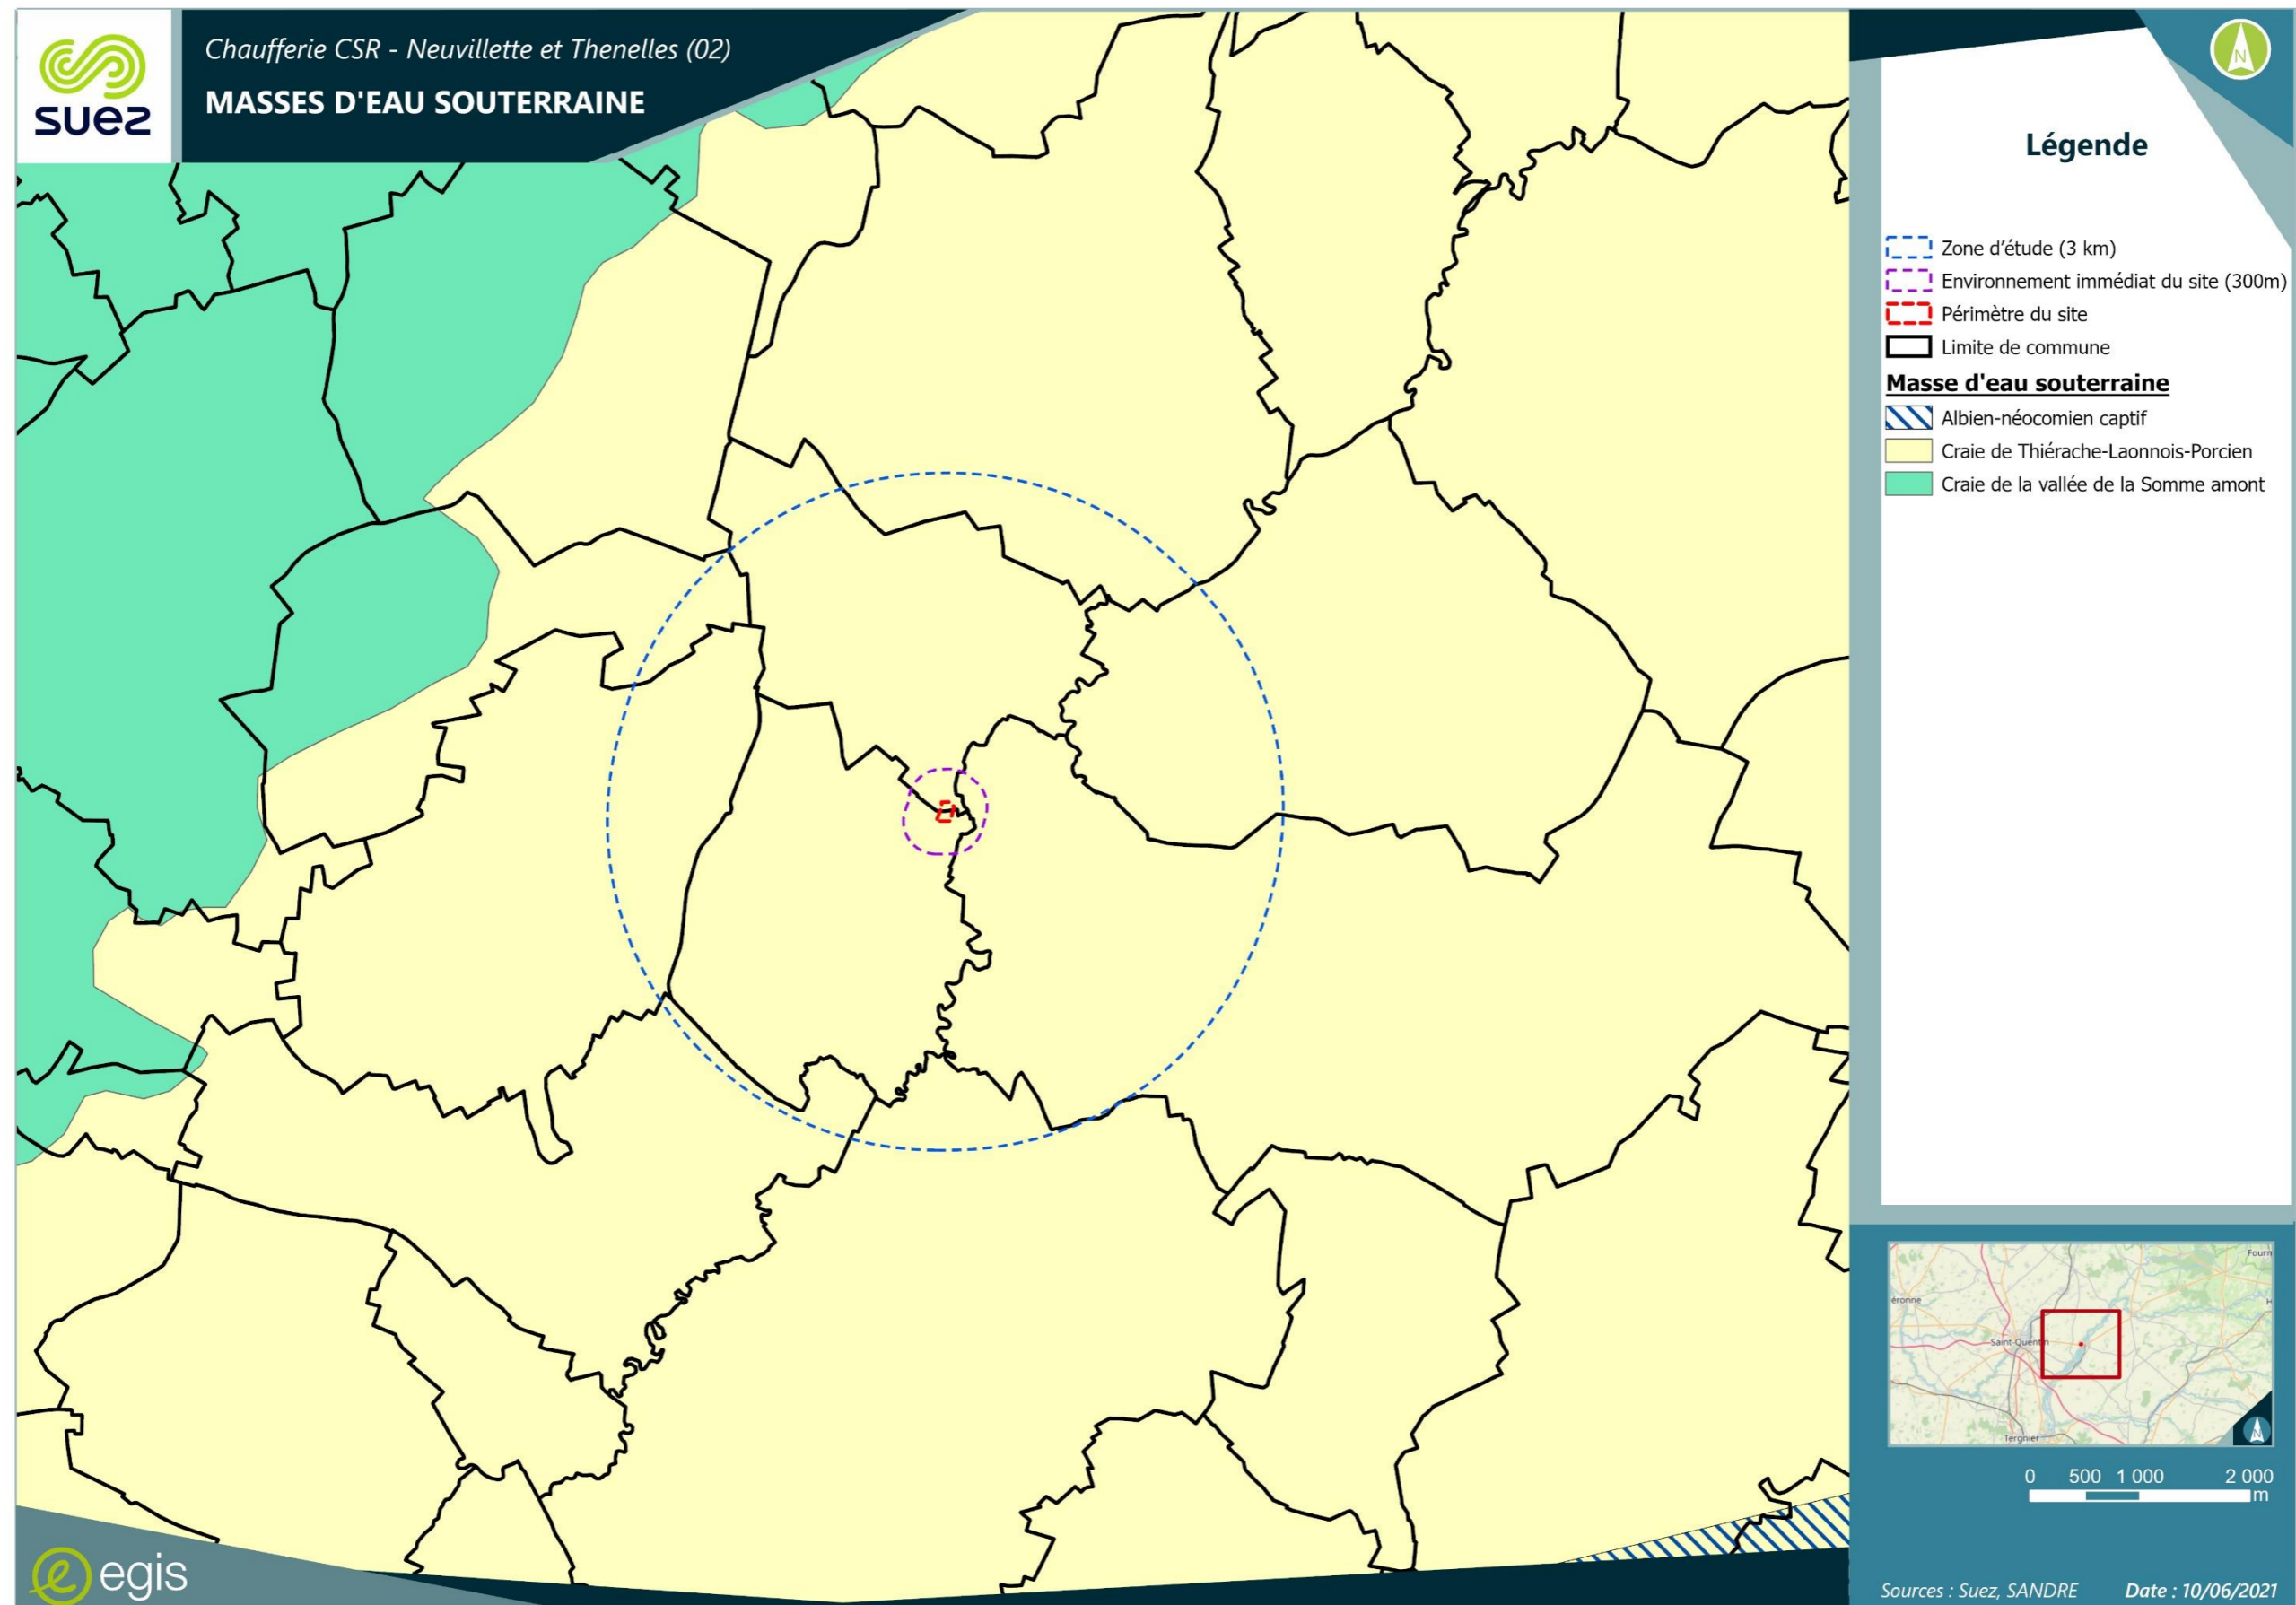 suez
Chaufferie CSR - Neuvillette et Thenelles (02)
MASSES D'EAU SOUTERRAINE
N
Légende
Zone d'étude (3 km)
Environnement immédiat du site (300m)
Périmètre du site
Limite de commune
Masse d'eau souterraine
Albien-néocomien captif
Craie de Thiérache-Laonnois-Porcien
Craie de la vallée de la Somme amont
Fourm
éronne
H
Saint-Quentin
Tergnier
N
0 500 1 000 2 000
m
egis
Sources : Suez, SANDRE Date : 10/06/2021